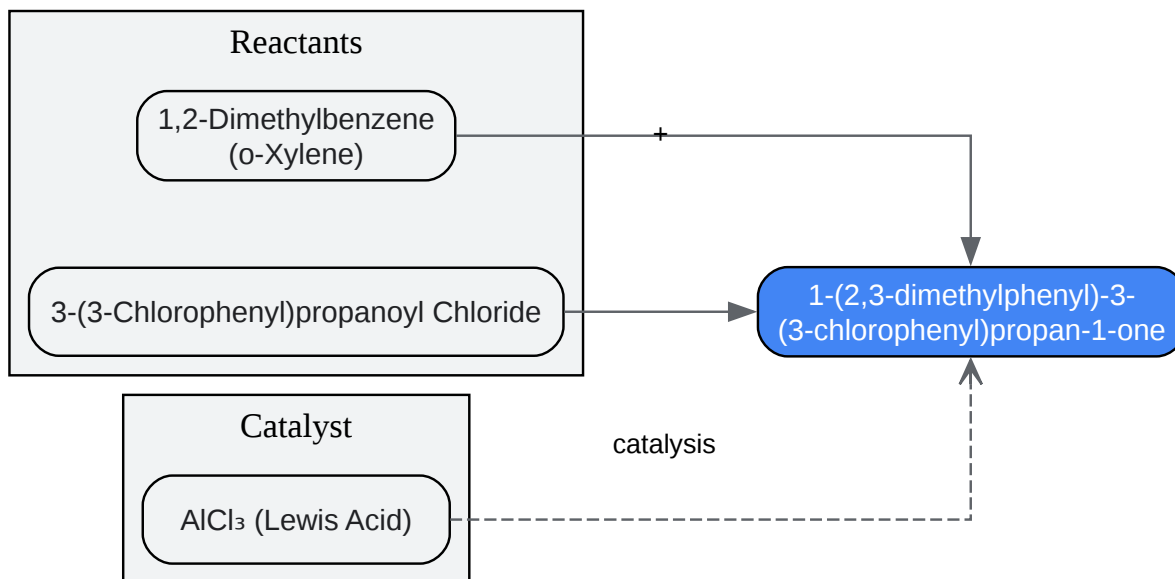 Reactants
1,2-Dimethylbenzene
(o-Xylene)
+
3-(3-Chlorophenyl)propanoyl Chloride
1-(2,3-dimethylphenyl)-3-
(3-chlorophenyl)propan-1-one
Catalyst
catalysis
AlCl₃ (Lewis Acid)